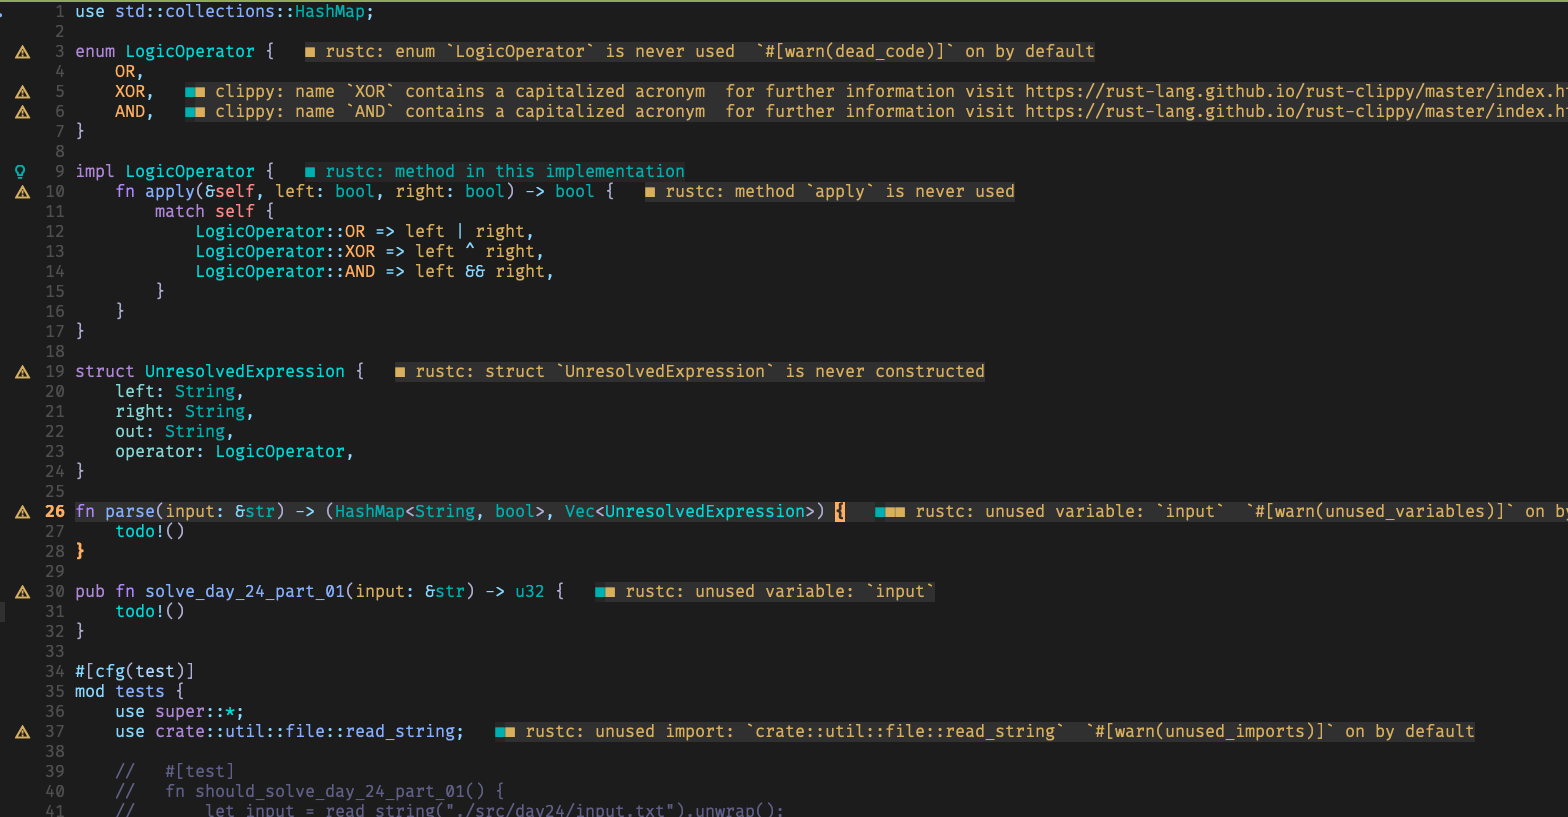 1 use std::collections::HashMap;
2
3 enum LogicOperator { ■ rustc: enum `LogicOperator` is never used `#[warn(dead_code)]` on by default
4     OR,
5     XOR, ■■ clippy: name `XOR` contains a capitalized acronym for further information visit https://rust-lang.github.io/rust-clippy/master/index.h
6     AND, ■■ clippy: name `AND` contains a capitalized acronym for further information visit https://rust-lang.github.io/rust-clippy/master/index.h
7 }
8
9 impl LogicOperator { ■ rustc: method in this implementation
10     fn apply(&self, left: bool, right: bool) -> bool { ■ rustc: method `apply` is never used
11         match self {
12             LogicOperator::OR => left | right,
13             LogicOperator::XOR => left ^ right,
14             LogicOperator::AND => left && right,
15         }
16     }
17 }
18
19 struct UnresolvedExpression { ■ rustc: struct `UnresolvedExpression` is never constructed
20     left: String,
21     right: String,
22     out: String,
23     operator: LogicOperator,
24 }
25
26 fn parse(input: &str) -> (HashMap<String, bool>, Vec<UnresolvedExpression>) { ■■■ rustc: unused variable: `input` `#[warn(unused_variables)]` on b
27     todo!()
28 }
29
30 pub fn solve_day_24_part_01(input: &str) -> u32 { ■■ rustc: unused variable: `input`
31     todo!()
32 }
33
34 #[cfg(test)]
35 mod tests {
36     use super::*;
37     use crate::util::file::read_string; ■■ rustc: unused import: `crate::util::file::read_string` `#[warn(unused_imports)]` on by default
38
39     //   #[test]
40     //   fn should_solve_day_24_part_01() {
41     //       let input = read_string("./src/day24/input.txt").unwrap();